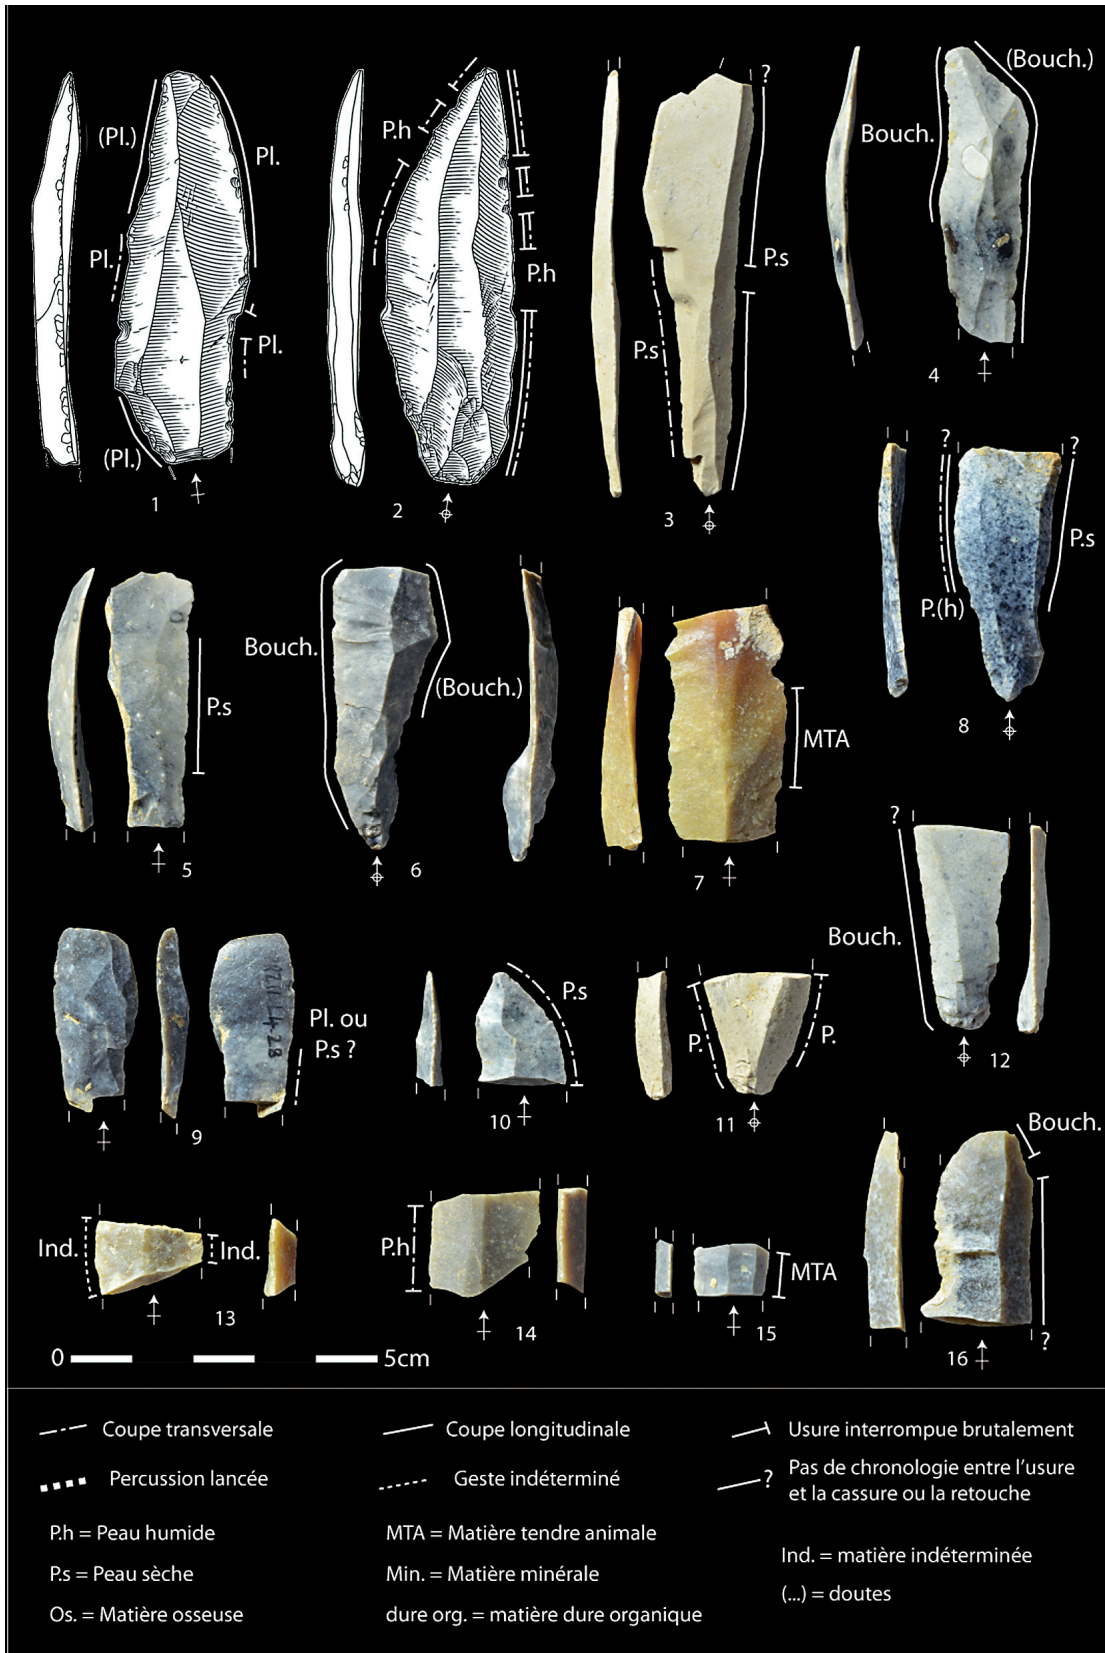 (Pl.)
Pl.
Pl.
Pl.
(Pl.)
1
P.h
P.h
2
?
P.s
P.s
3
(Bouch.)
Bouch.
4
P.s
5
Bouch.
(Bouch.)
6
MTA
7
?
?
P.s
P.(h)
8
Pl. ou
P.s ?
9
P.s
10
P.
P.
11
?
Bouch.
12
Ind.
Ind.
13
P.h
14
MTA
15
Bouch.
?
16
0 5cm
Coupe transversale
Percussion lancée
P.h = Peau humide
P.s = Peau sèche
Os. = Matière osseuse
Coupe longitudinale
Geste indéterminé
MTA = Matière tendre animale
Min. = Matière minérale
dure org. = matière dure organique
Usure interrompue brutalement
? Pas de chronologie entre l'usure
et la cassure ou la retouche
Ind. = matière indéterminée
(...) = doutes